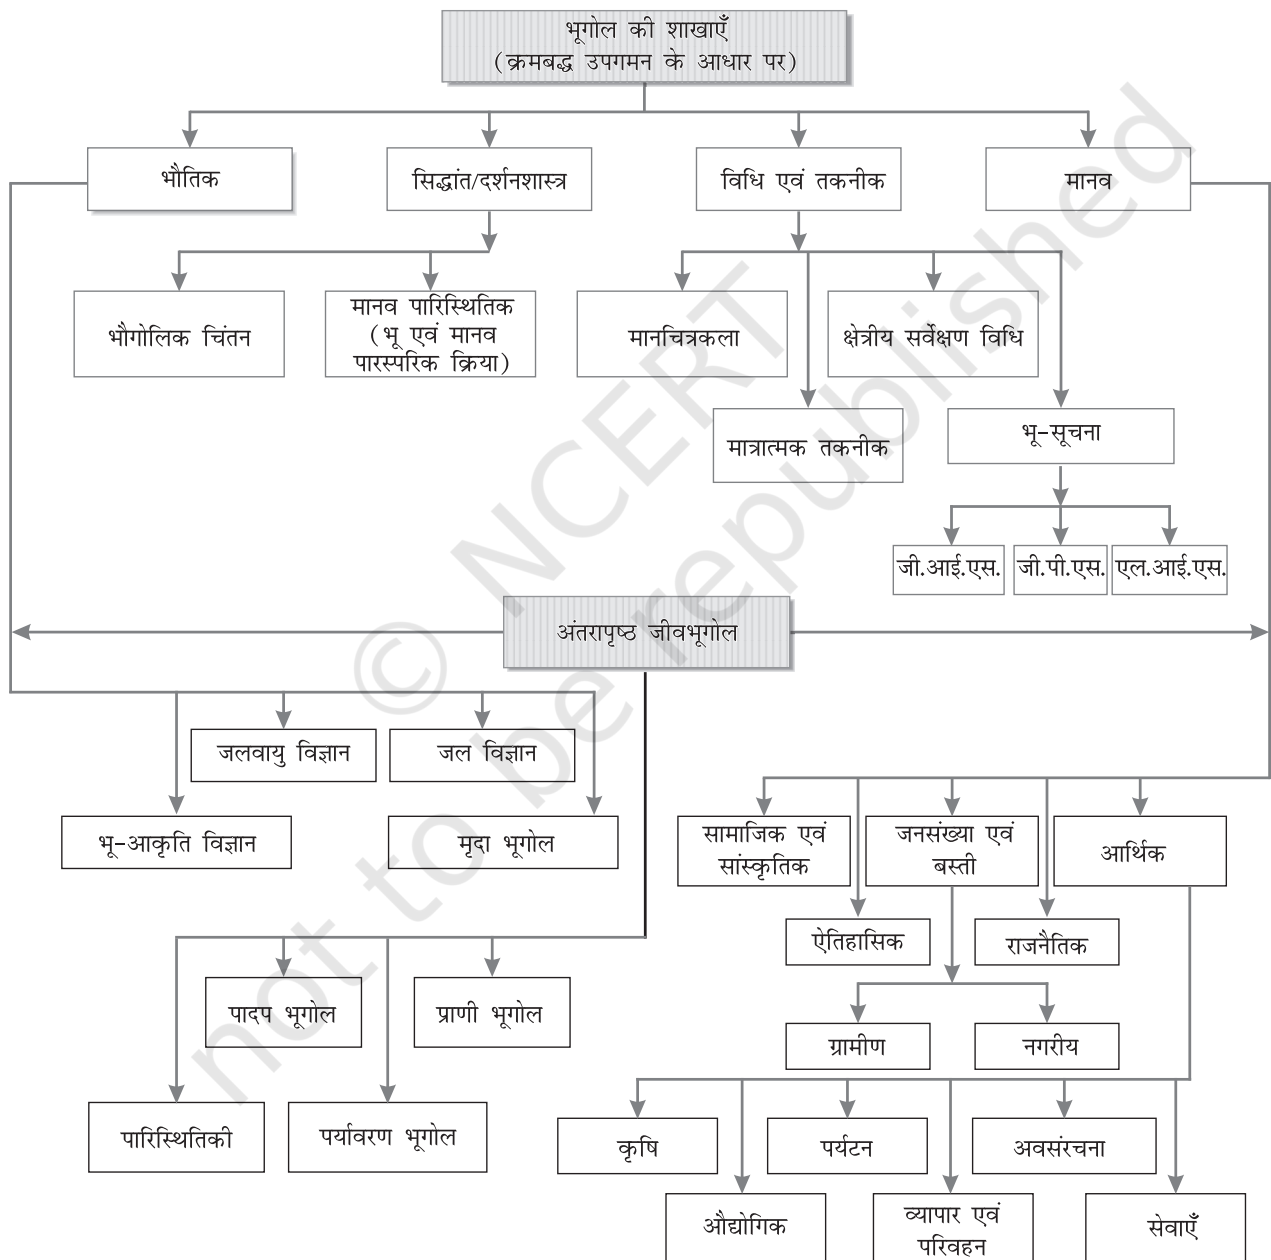 भूगोल की शाखाएँ
(क्रमबद्ध उपगमन के आधार पर)
भौतिक
सिद्धांत/दर्शनशास्त्र
विधि एवं तकनीक
मानव
भौगोलिक चिंतन
मानव पारिस्थितिक
(भू एवं मानव
पारस्परिक क्रिया)
मानचित्रकला
क्षेत्रीय सर्वेक्षण विधि
मात्रात्मक तकनीक
भू-सूचना
जी.आई.एस.
जी.पी.एस.
एल.आई.एस.
अंतरापृष्ठ जीवभूगोल
जलवायु विज्ञान
जल विज्ञान
भू-आकृति विज्ञान
मृदा भूगोल
सामाजिक एवं
सांस्कृतिक
जनसंख्या एवं
बस्ती
आर्थिक
ऐतिहासिक
राजनैतिक
पादप भूगोल
प्राणी भूगोल
ग्रामीण
नगरीय
पारिस्थितिकी
पर्यावरण भूगोल
कृषि
पर्यटन
अवसंरचना
औद्योगिक
व्यापार एवं
परिवहन
सेवाएँ
© NCERT
not to be republished